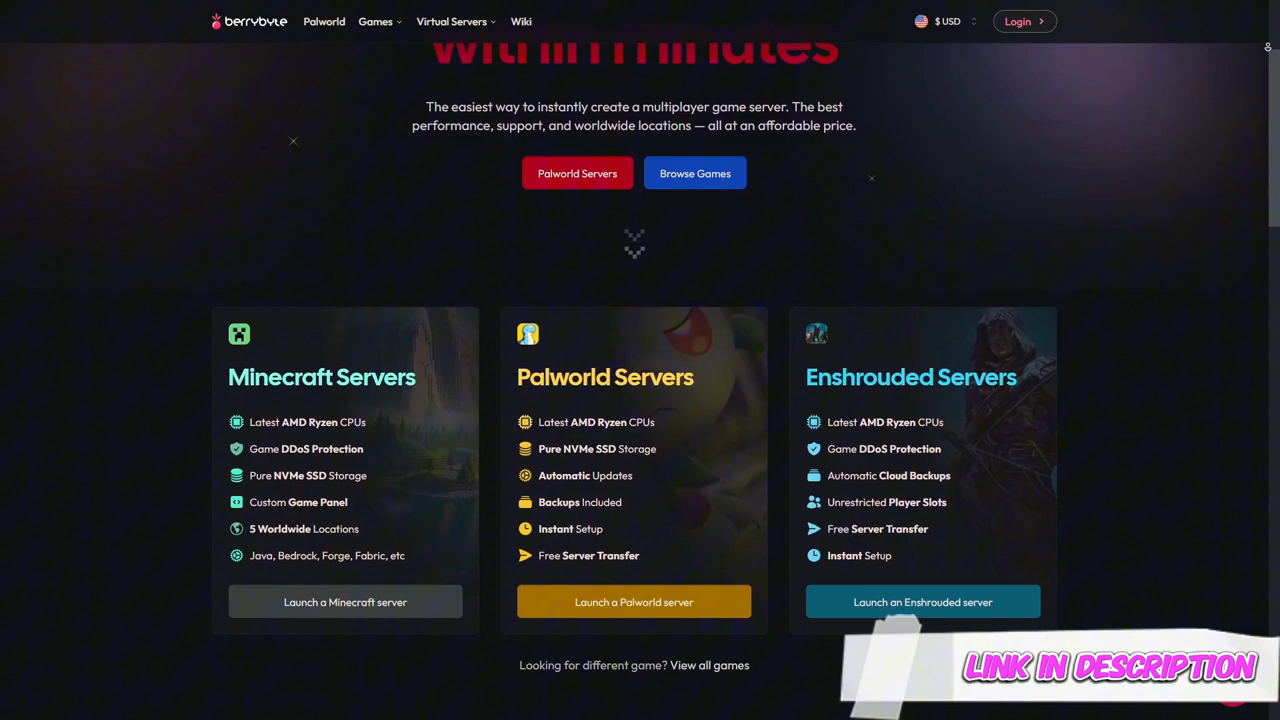 berrybyte
Palworld
Games
Virtual Servers
Wiki
$ USD
Login
within minutes
The easiest way to instantly create a multiplayer game server. The best
performance, support, and worldwide locations — all at an affordable price.
Palworld Servers
Browse Games
Minecraft Servers
Latest AMD Ryzen CPUs
Game DDoS Protection
Pure NVMe SSD Storage
Custom Game Panel
5 Worldwide Locations
Java, Bedrock, Forge, Fabric, etc
Launch a Minecraft server
Palworld Servers
Latest AMD Ryzen CPUs
Pure NVMe SSD Storage
Automatic Updates
Backups Included
Instant Setup
Free Server Transfer
Launch a Palworld server
Enshrouded Servers
Latest AMD Ryzen CPUs
Game DDoS Protection
Automatic Cloud Backups
Unrestricted Player Slots
Free Server Transfer
Instant Setup
Launch an Enshrouded server
Looking for different game? View all games
LINK IN DESCRIPTION